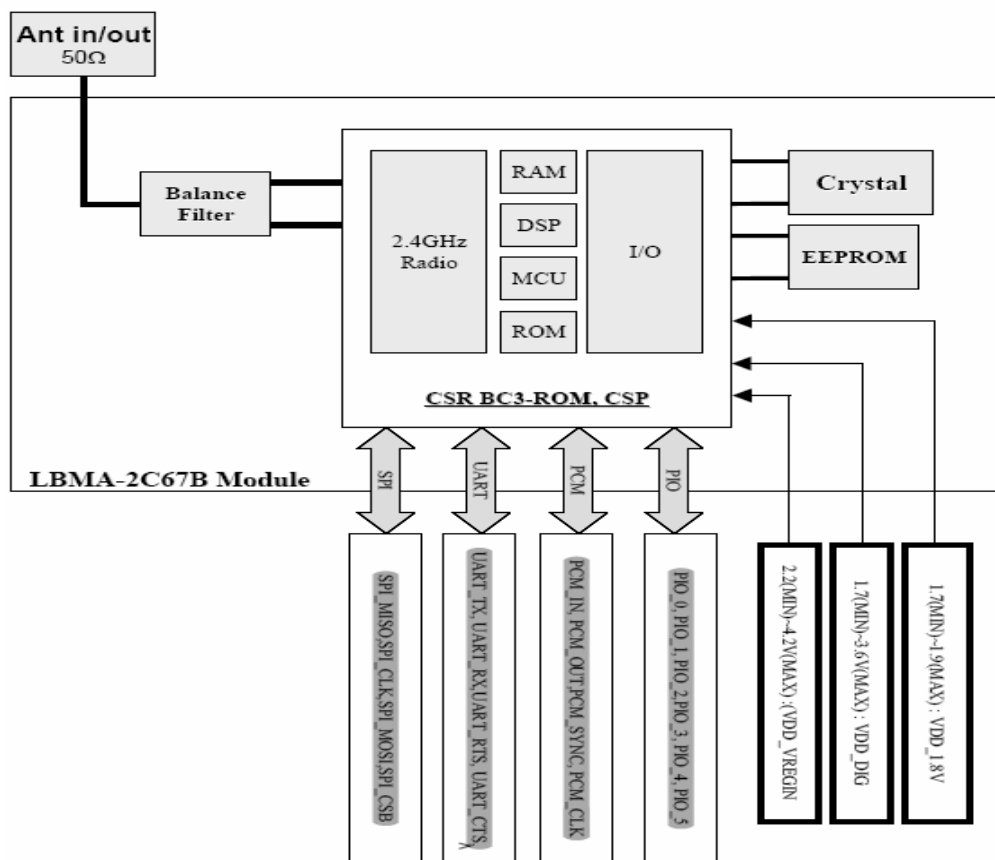 Ant in/out
50Ω
Balance
Filter
2.4GHz
Radio
RAM
DSP
MCU
ROM
I/O
Crystal
EEPROM
CSR BC3-ROM, CSP
LBMA-2C67B Module
SPI
UART
PCM
PIO
SPI_MISO,SPI_CLK,SPI_MOSI,SPI_CSB
UART_TX, UART_RX,UART_RTS, UART_CTS,
PCM_IN, PCM_OUT,PCM_SYNC, PCM_CLK
PIO_0, PIO_1,PIO_2,PIO_3, PIO_4, PIO_5
2.2(MIN)~4.2V(MAX) :(VDD_VREGIN
1.7(MIN)~3.6V(MAX) : VDD_DIG
1.7(MIN)~1.9(MAX) : VDD_1.8V